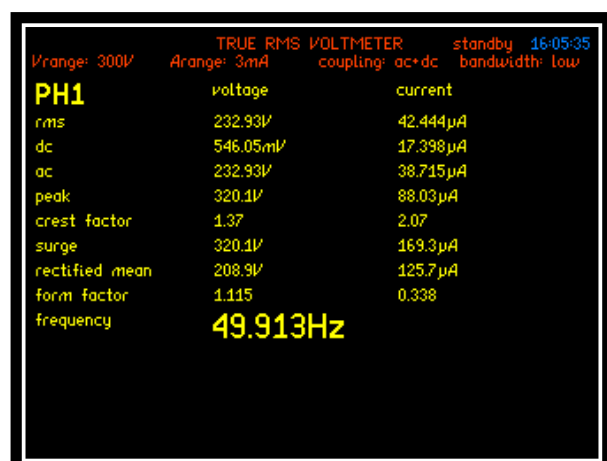 TRUE RMS VOLTMETER standby 16:05:35
Vrange: 300V Arange: 3mA coupling: ac+dc bandwidth: low
PH1 voltage current
rms 232.93V 42.444µA
dc 546.05mV 17.398µA
ac 232.93V 38.715µA
peak 320.1V 88.03µA
crest factor 1.37 2.07
surge 320.1V 169.3µA
rectified mean 208.9V 125.7µA
form factor 1.115 0.338
frequency 49.913Hz